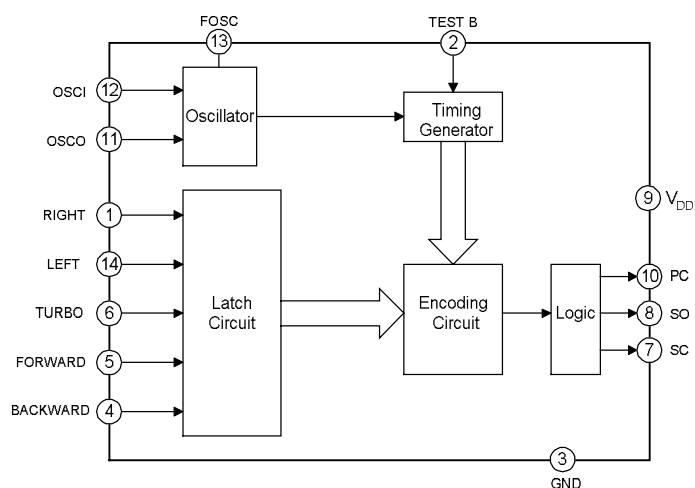 FOSC
TEST B
13
2
OSCI
12
OSCO
11
Oscillator
Timing
Generator
RIGHT
1
LEFT
14
TURBO
6
FORWARD
5
BACKWARD
4
Latch
Circuit
Encoding
Circuit
Logic
9
VDD
10
PC
8
SO
7
SC
3
GND